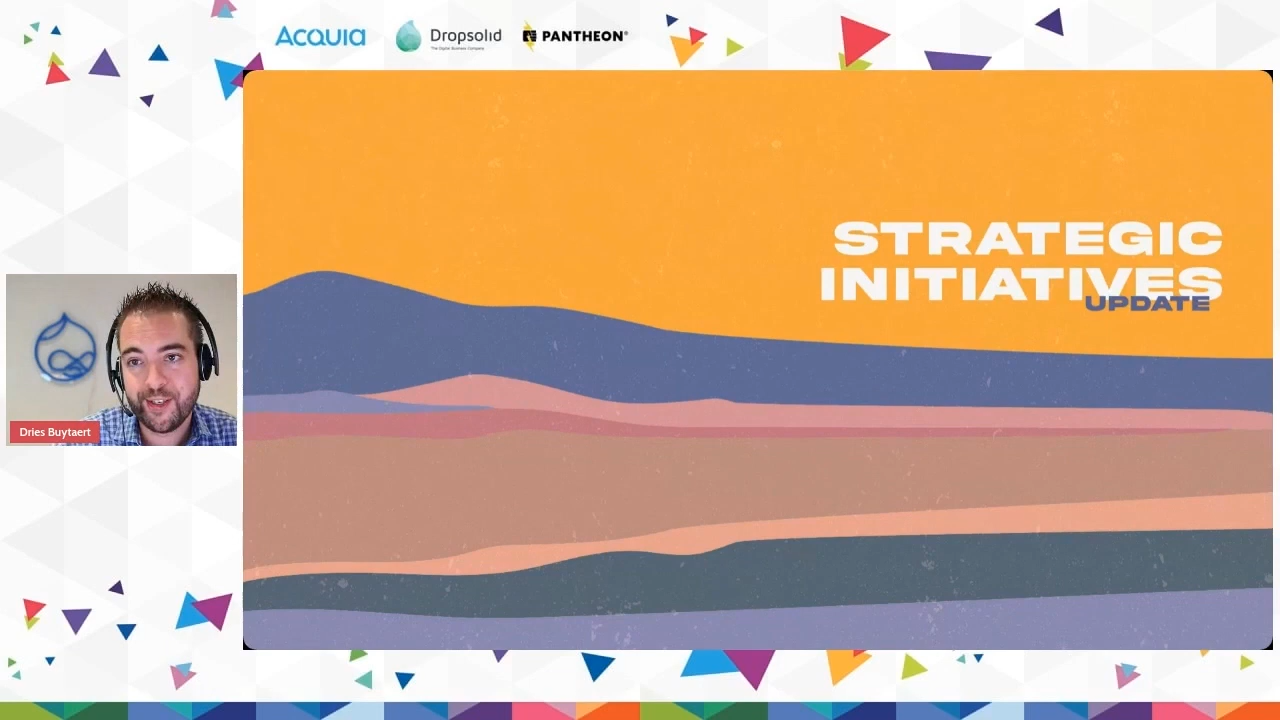 Acquia
Dropsolid
The Digital Business Company
PANTHEON®
STRATEGIC
INITIATIVES
UPDATE
Dries Buytaert